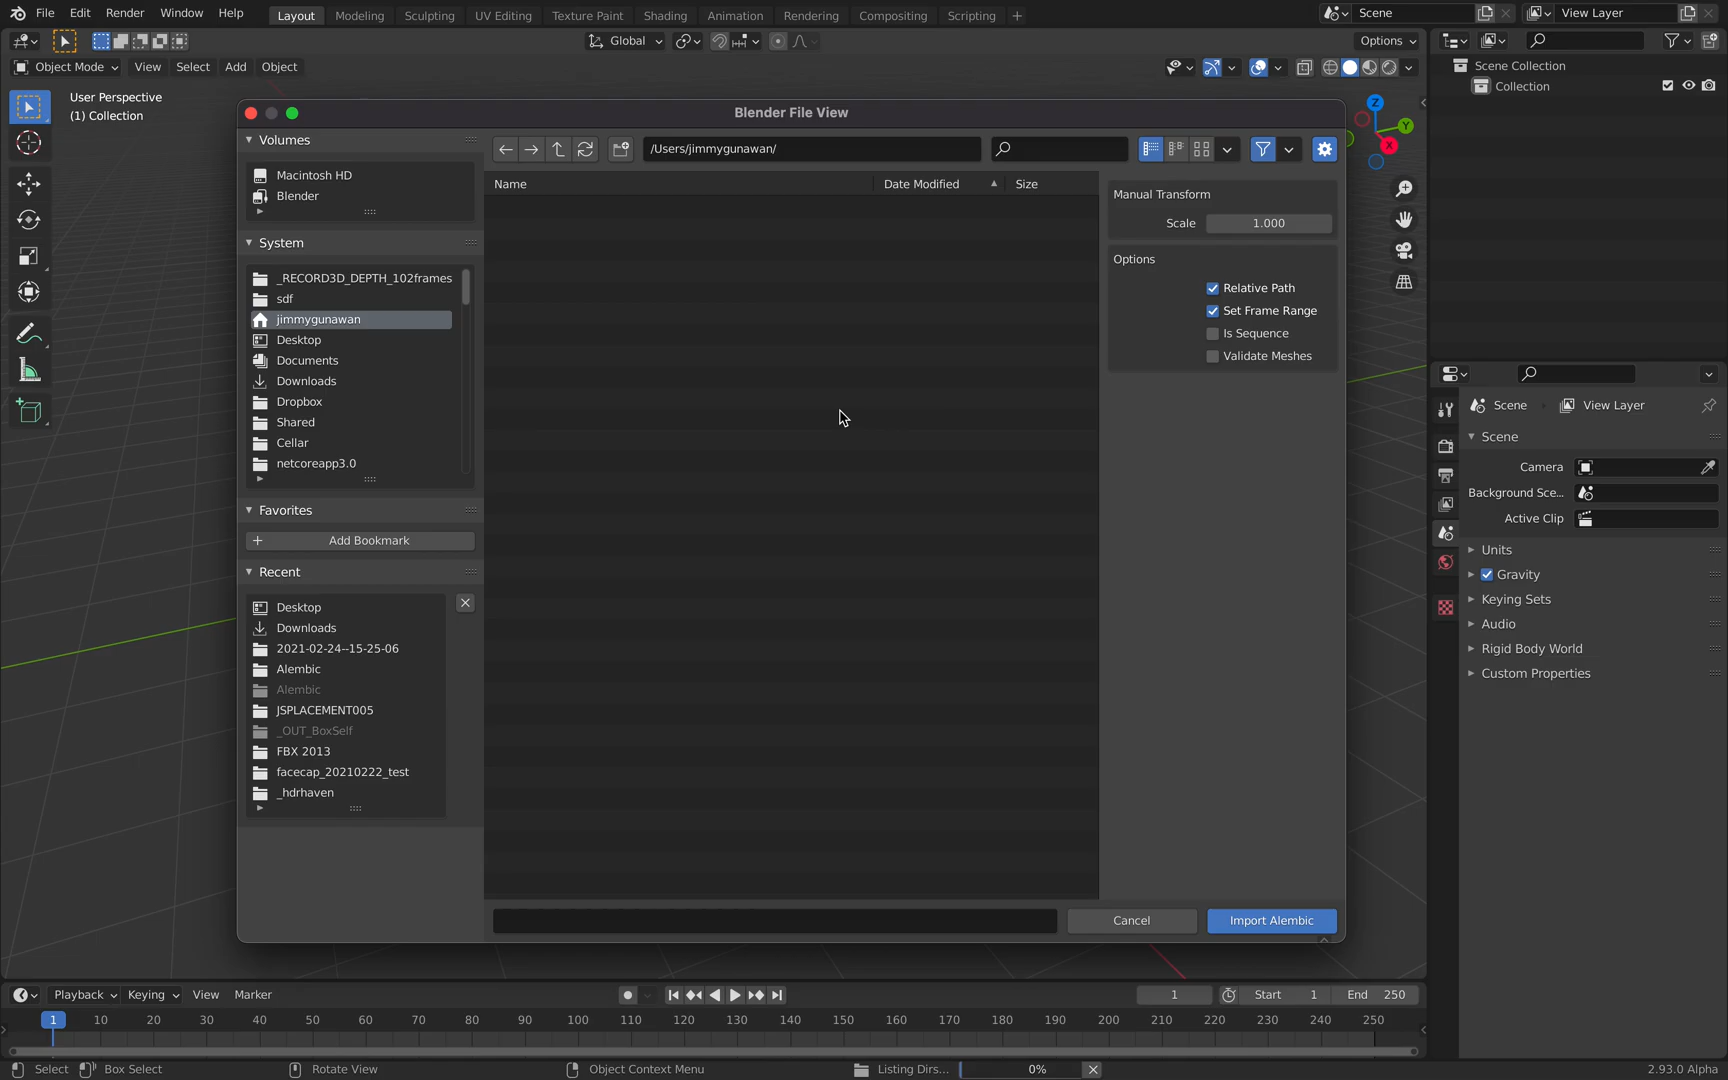 File Edit Render Window Help Layout Modeling Sculpting UV Editing Texture Paint Shading Animation Rendering Compositing Scripting + Scene View Layer
Global Options
Object Mode View Select Add Object
User Perspective
(1) Collection
Scene Collection
Collection
Z
Y
X
Blender File View
Volumes
Macintosh HD
Blender
System
_RECORD3D_DEPTH_102frames
sdf
jimmygunawan
Desktop
Documents
Downloads
Dropbox
Shared
Cellar
netcoreapp3.0
Favorites
Add Bookmark
Recent
Desktop
Downloads
2021-02-24--15-25-06
Alembic
Alembic
JSPLACEMENT005
_OUT_BoxSelf
FBX 2013
facecap_20210222_test
_hdrhaven
/Users/jimmygunawan/
Name Date Modified Size
Manual Transform
Scale 1.000
Options
Relative Path
Set Frame Range
Is Sequence
Validate Meshes
Cancel Import Alembic
Scene View Layer
Scene
Camera
Background Sce...
Active Clip
Units
Gravity
Keying Sets
Audio
Rigid Body World
Custom Properties
Playback Keying View Marker 1 Start 1 End 250
1 10 20 30 40 50 60 70 80 90 100 110 120 130 140 150 160 170 180 190 200 210 220 230 240 250
Select Box Select Rotate View Object Context Menu Listing Dirs... 0% 2.93.0 Alpha